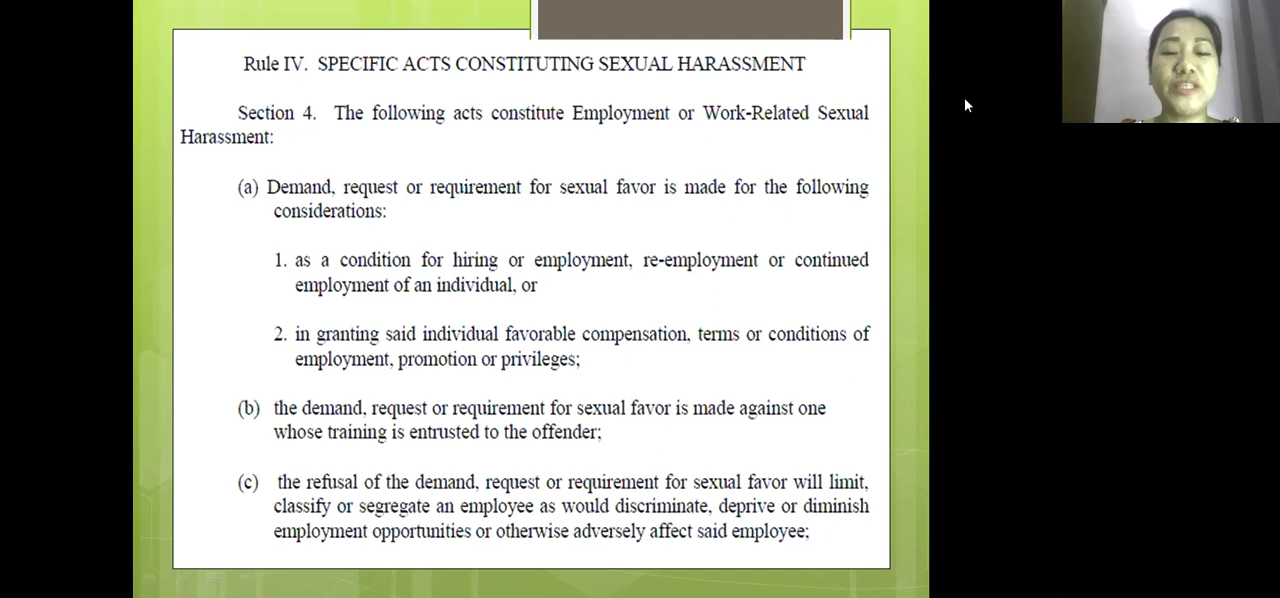 Rule IV. SPECIFIC ACTS CONSTITUTING SEXUAL HARASSMENT
Section 4. The following acts constitute Employment or Work-Related Sexual
Harassment:
(a) Demand, request or requirement for sexual favor is made for the following
considerations:
1. as a condition for hiring or employment, re-employment or continued
employment of an individual, or
2. in granting said individual favorable compensation, terms or conditions of
employment, promotion or privileges;
(b) the demand, request or requirement for sexual favor is made against one
whose training is entrusted to the offender;
(c) the refusal of the demand, request or requirement for sexual favor will limit,
classify or segregate an employee as would discriminate, deprive or diminish
employment opportunities or otherwise adversely affect said employee;